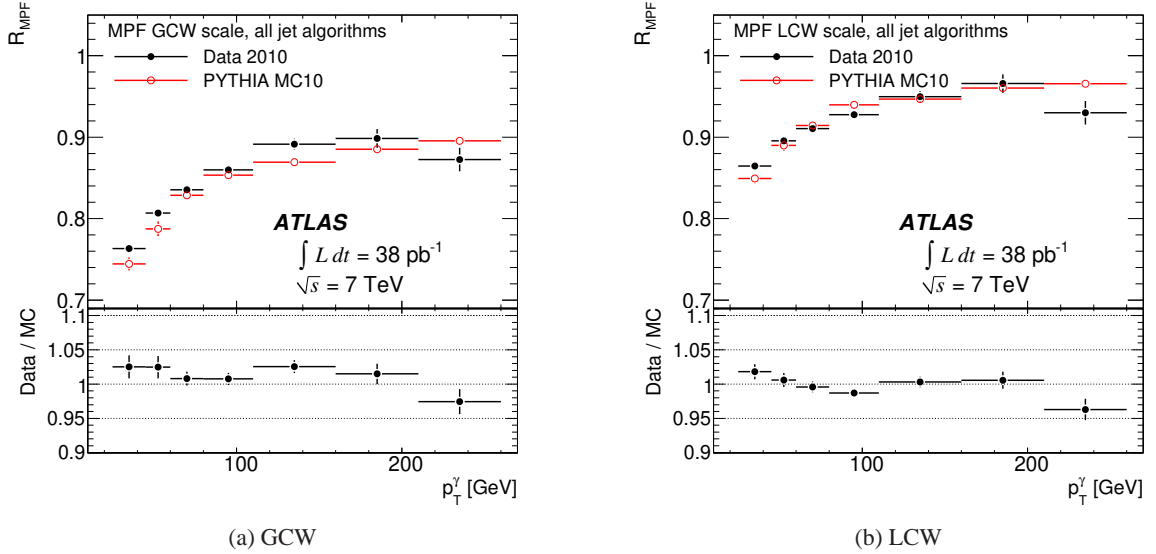 R_MPF
MPF GCW scale, all jet algorithms
Data 2010
PYTHIA MC10
1
0.9
0.8
0.7
ATLAS
∫ L dt = 38 pb⁻¹
√s = 7 TeV
Data / MC
1.1
1.05
1
0.95
0.9
100
200
p_T^γ [GeV]
(a) GCW
R_MPF
MPF LCW scale, all jet algorithms
Data 2010
PYTHIA MC10
1
0.9
0.8
0.7
ATLAS
∫ L dt = 38 pb⁻¹
√s = 7 TeV
Data / MC
1.1
1.05
1
0.95
0.9
100
200
p_T^γ [GeV]
(b) LCW